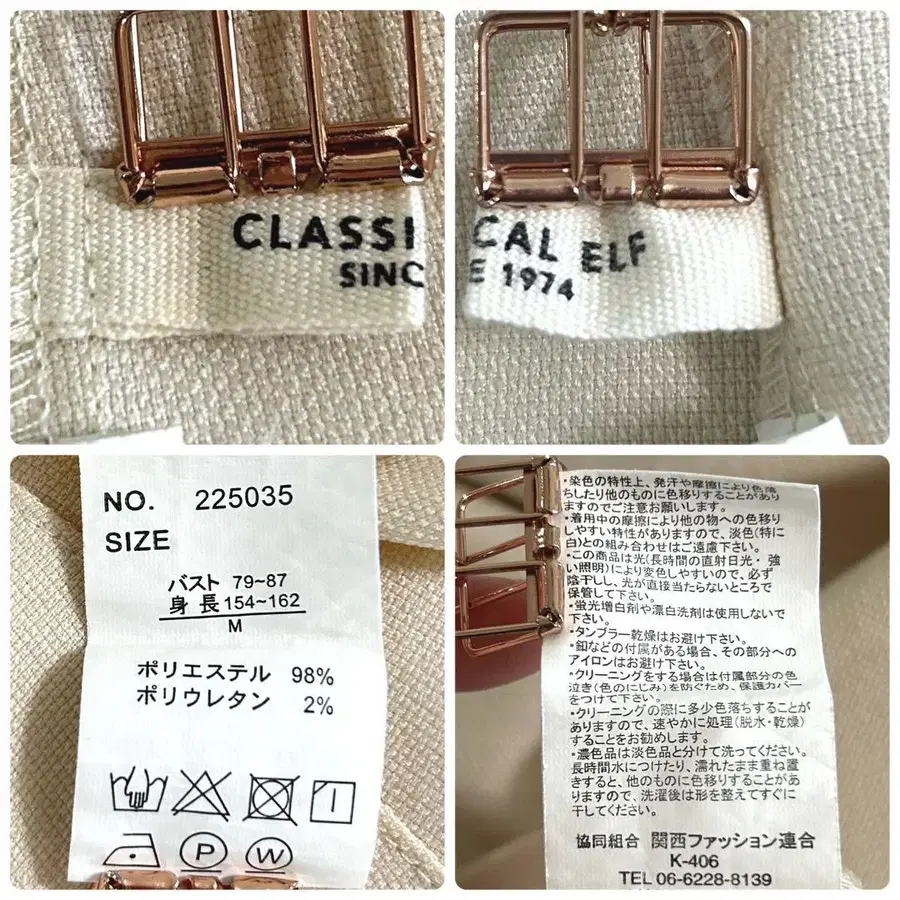 CLASSI
SINC
CAL ELF
E 1974
NO. 225035
SIZE
バスト 79~87
身長 154~162
M
ポリエステル 98%
ポリウレタン 2%
P
W
・染色の特性上、発汗や摩擦により色落
ちしたり他のものに色移りすることがあり
ますのでご注意お願いします。
・着用中の摩擦により他の物への色移り
しやすい特性がありますので、淡色(特に
白)との組み合わせはご遠慮下さい。
・この商品は光(長時間の直射日光・強
い照明)により変色しやすいので、必ず
陰干しし、光が直接当たらないところで
保管して下さい。
・蛍光増白剤や漂白洗剤は使用しないで
下さい。
・タンブラー乾燥はお避け下さい。
・釦などの付属がある場合、その部分への
アイロンはお避け下さい。
・クリーニングをする場合は付属部分の色
泣き(色のにじみ)を防ぐため、保護カバー
をつけて下さい。
・クリーニングの際に多少色落ちすることが
ありますので、速やかに処理(脱水・乾燥)
することをお勧めします。
・濃色品は淡色品と分けて洗ってください。
長時間水につけたり、濡れたまま重ね置
きすると、他のものに色移りすることがあ
りますので、洗濯後は形を整えてすぐに
干してください。
協同組合 関西ファッション連合
K-406
TEL 06-6228-8139